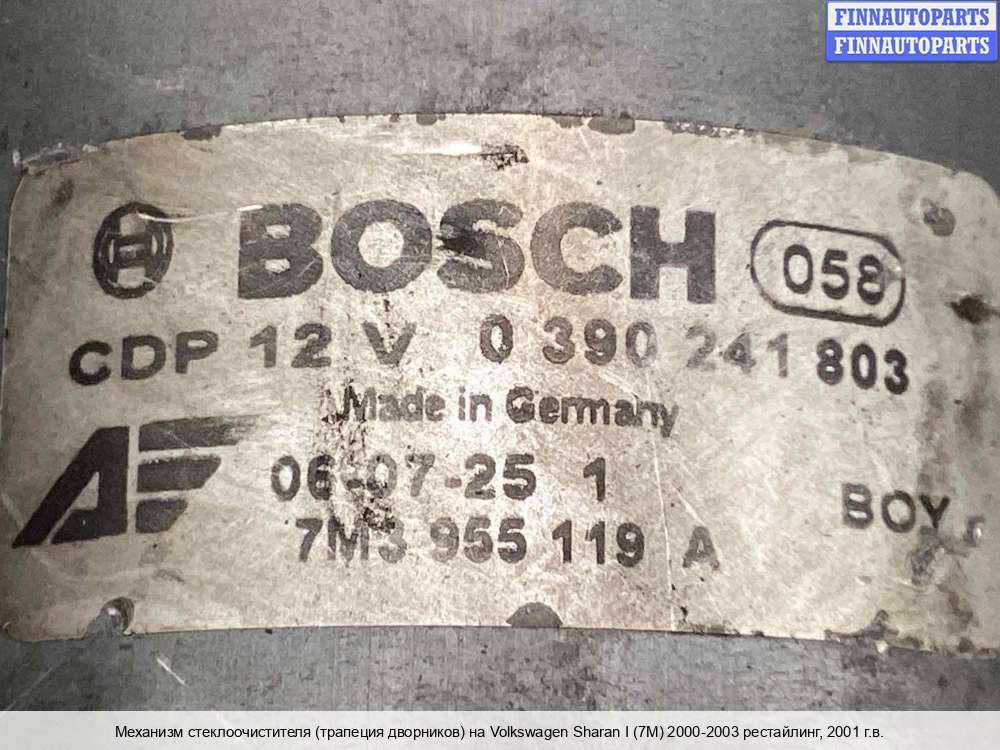 FINNAUTOPARTS
FINNAUTOPARTS
BOSCH 058
CDP 12 V 0 390 241 803
Made in Germany
AF 06-07-25 1
7M3 955 119 A BOY
Механизм стеклоочистителя (трапеция дворников) на Volkswagen Sharan I (7M) 2000-2003 рестайлинг, 2001 г.в.